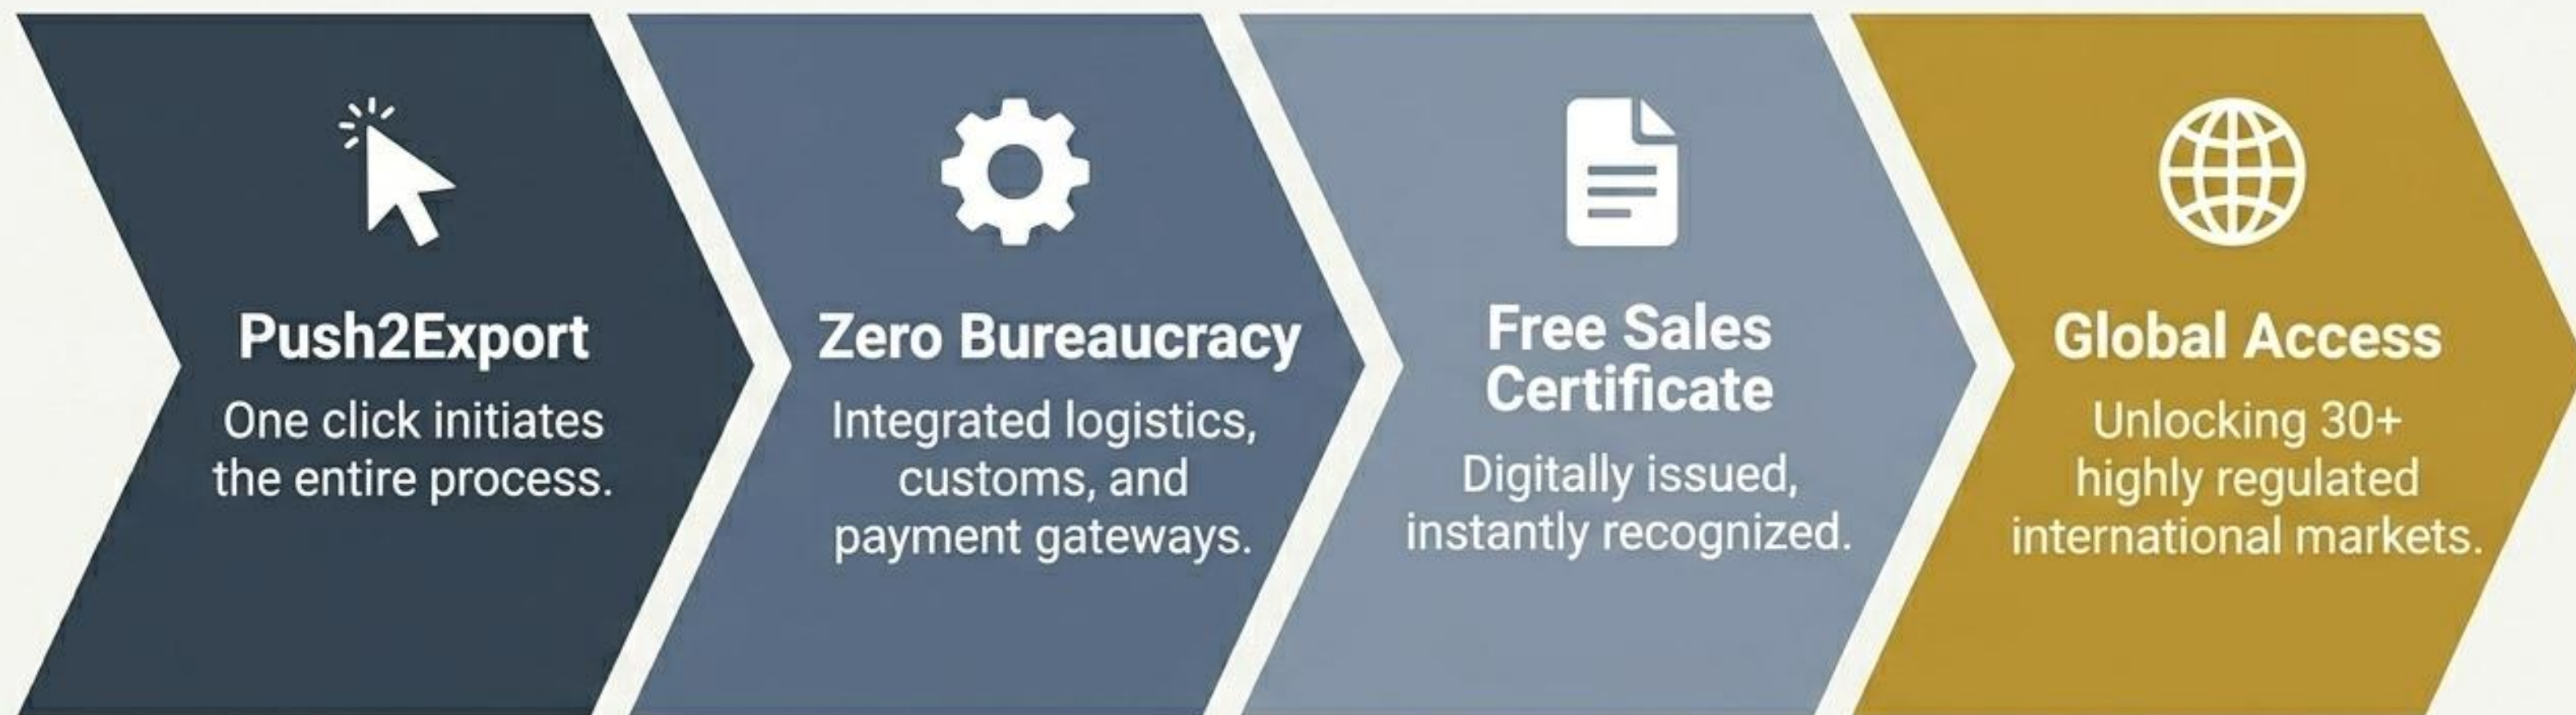 Push2Export
One click initiates
the entire process.
Zero Bureaucracy
Integrated logistics,
customs, and
payment gateways.
Free Sales
Certificate
Digitally issued,
instantly recognized.
Global Access
Unlocking 30+
highly regulated
international markets.